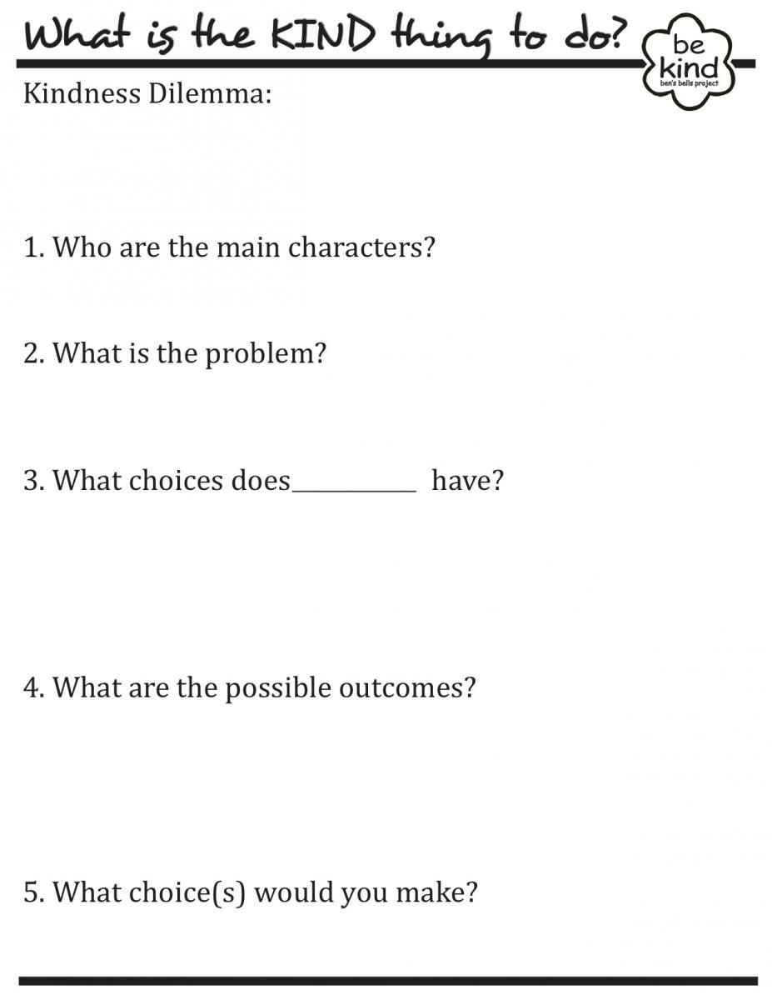 What is the KIND thing to do?
be
kind
ben's bells project
Kindness Dilemma:
1. Who are the main characters?
2. What is the problem?
3. What choices does__________ have?
4. What are the possible outcomes?
5. What choice(s) would you make?